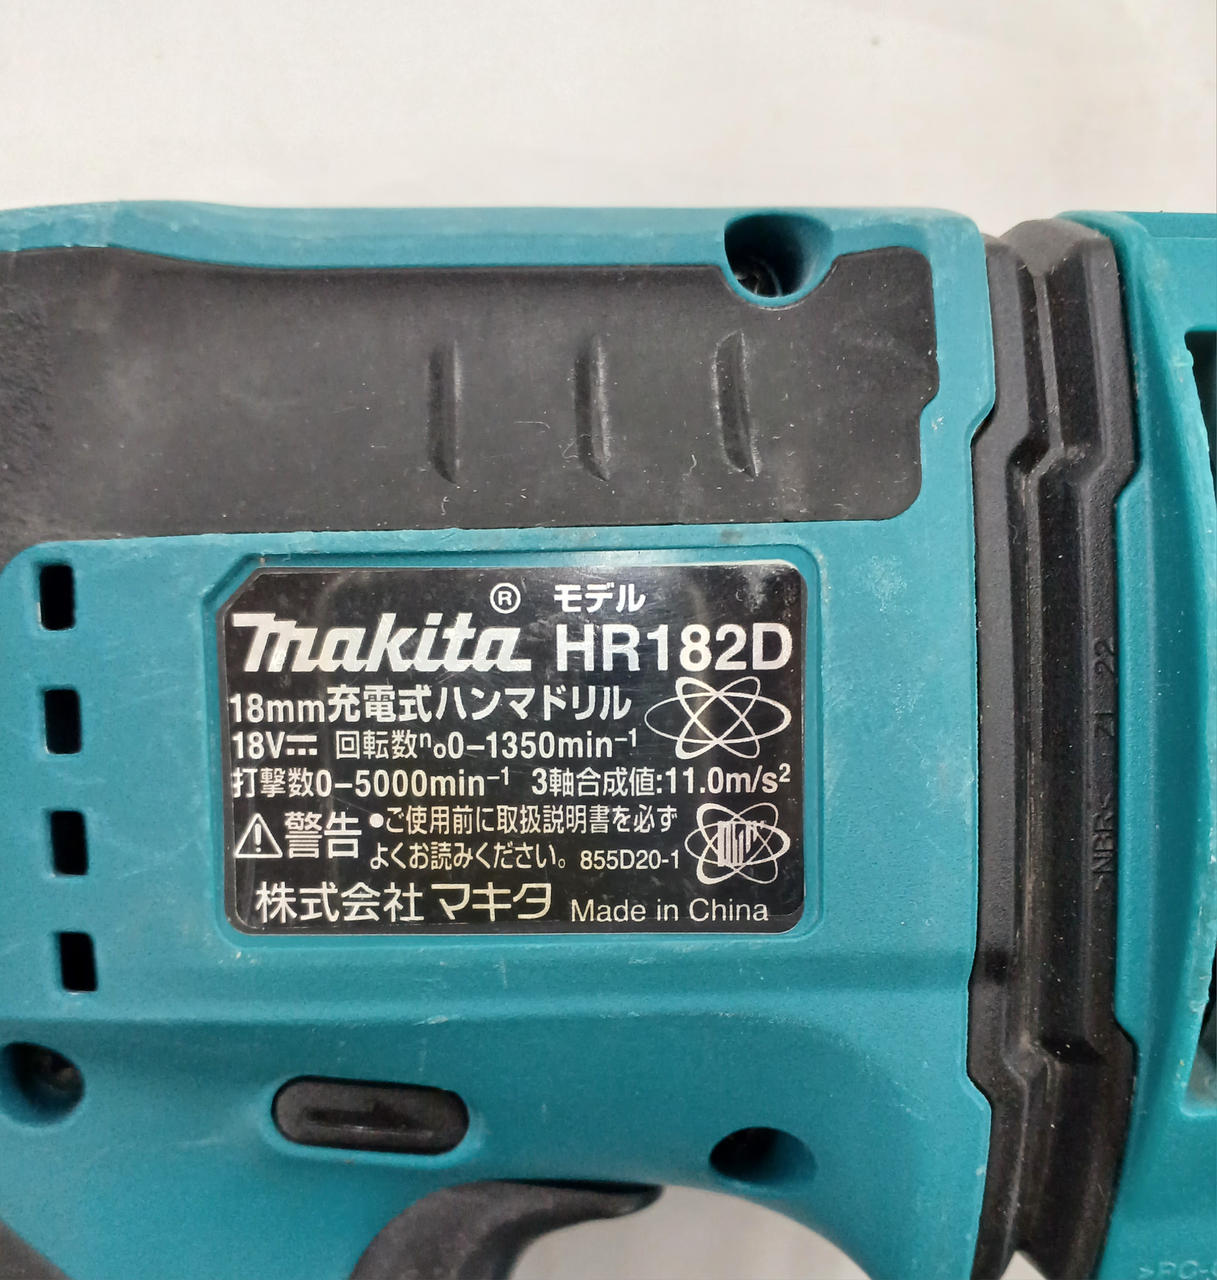 makita® モデル
HR182D
18mm充電式ハンマドリル
18V⎓ 回転数n₀0-1350min⁻¹
打撃数0-5000min⁻¹ 3軸合成値:11.0m/s²
⚠警告 •ご使用前に取扱説明書を必ず
よくお読みください。 855D20-1
株式会社マキタ Made in China
>NBR< Z1 22